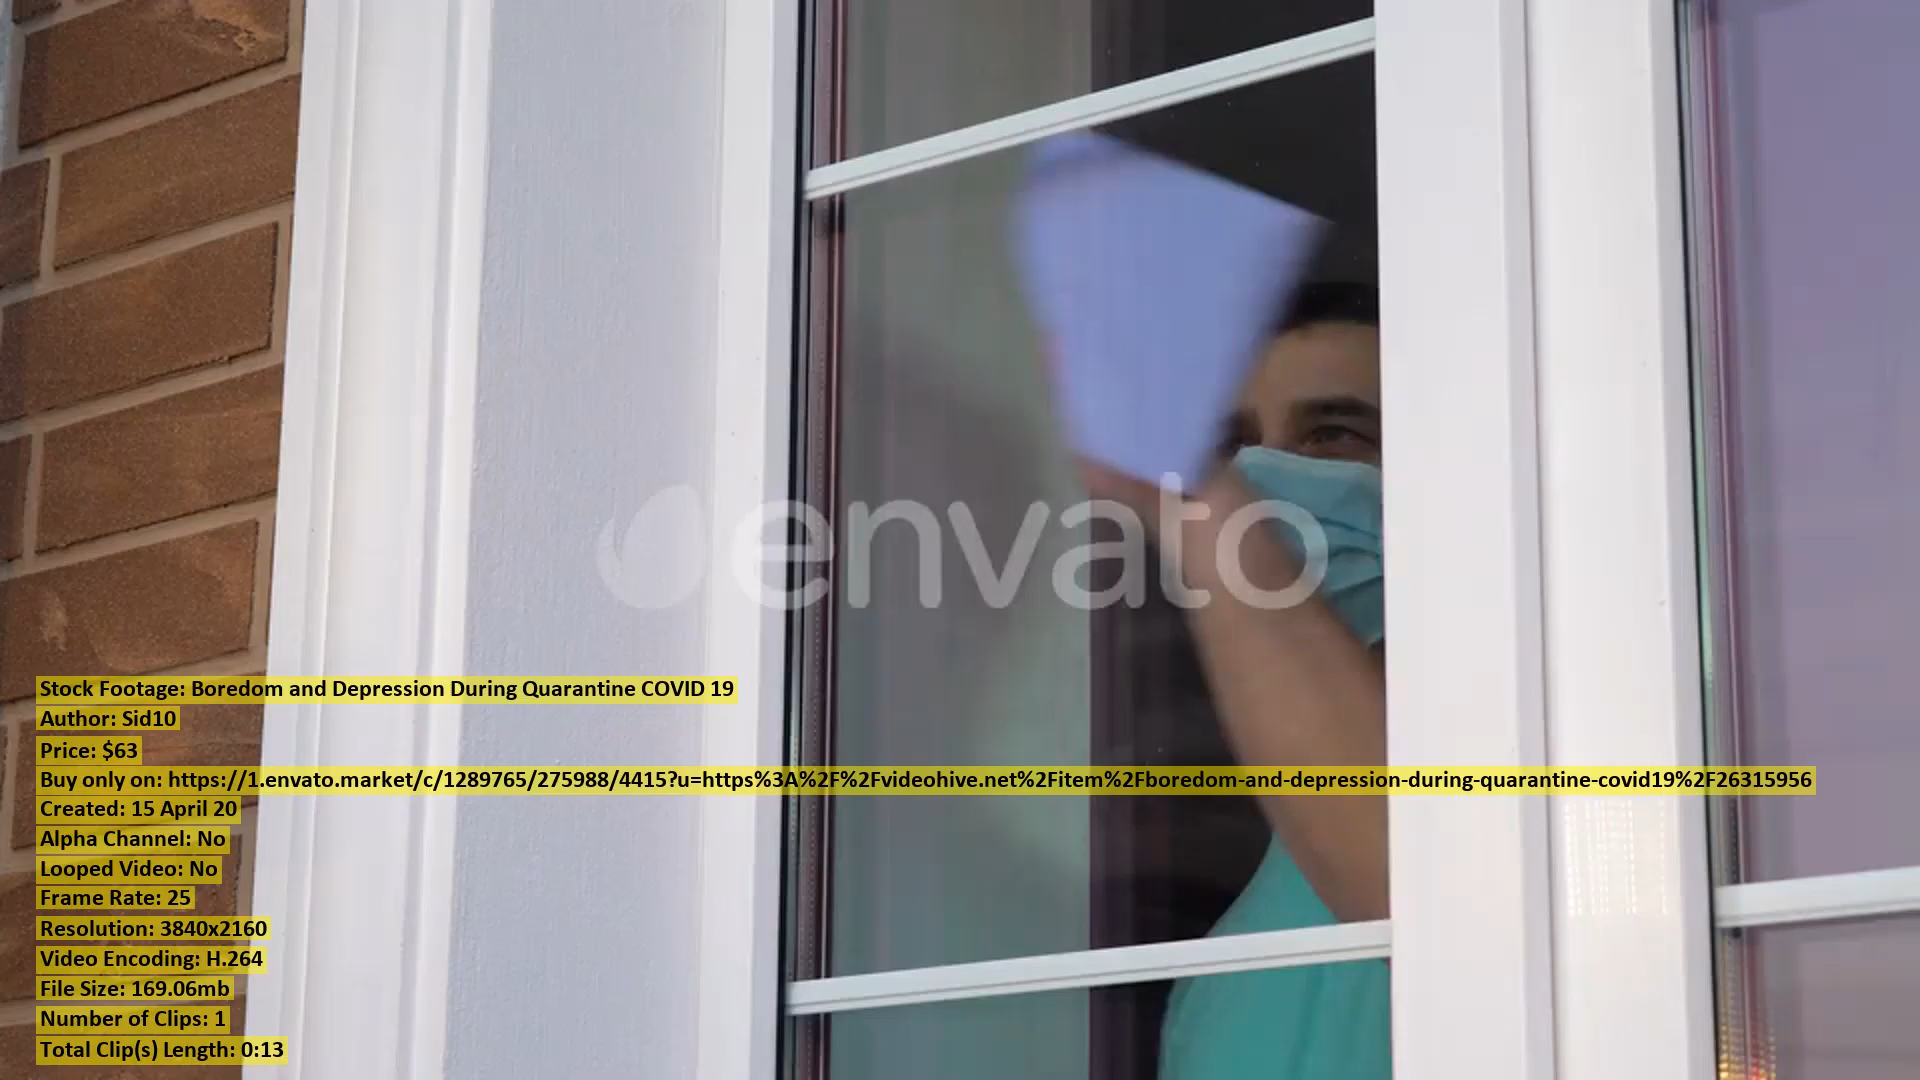 envato
Stock Footage: Boredom and Depression During Quarantine COVID 19
Author: Sid10
Price: $63
Buy only on: https://1.envato.market/c/1289765/275988/4415?u=https%3A%2F%2Fvideohive.net%2Fitem%2Fboredom-and-depression-during-quarantine-covid19%2F26315956
Created: 15 April 20
Alpha Channel: No
Looped Video: No
Frame Rate: 25
Resolution: 3840x2160
Video Encoding: H.264
File Size: 169.06mb
Number of Clips: 1
Total Clip(s) Length: 0:13